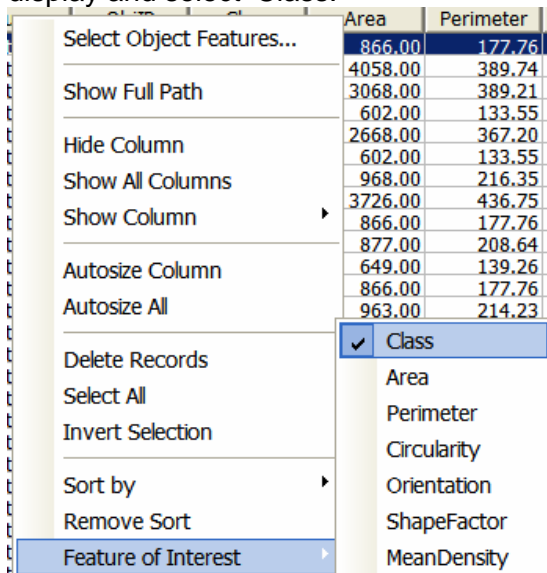 display and select Class.
Area Perimeter
Select Object Features...
866.00 177.76
4058.00 389.74
Show Full Path
3068.00 389.21
602.00 133.55
Hide Column
2668.00 367.20
602.00 133.55
Show All Columns
968.00 216.35
3726.00 436.75
Show Column
866.00 177.76
877.00 208.64
Autosize Column
649.00 139.26
866.00 177.76
Autosize All
963.00 214.23
Class
Delete Records
Area
Select All
Perimeter
Invert Selection
Circularity
Sort by
Orientation
Remove Sort
ShapeFactor
Feature of Interest
MeanDensity